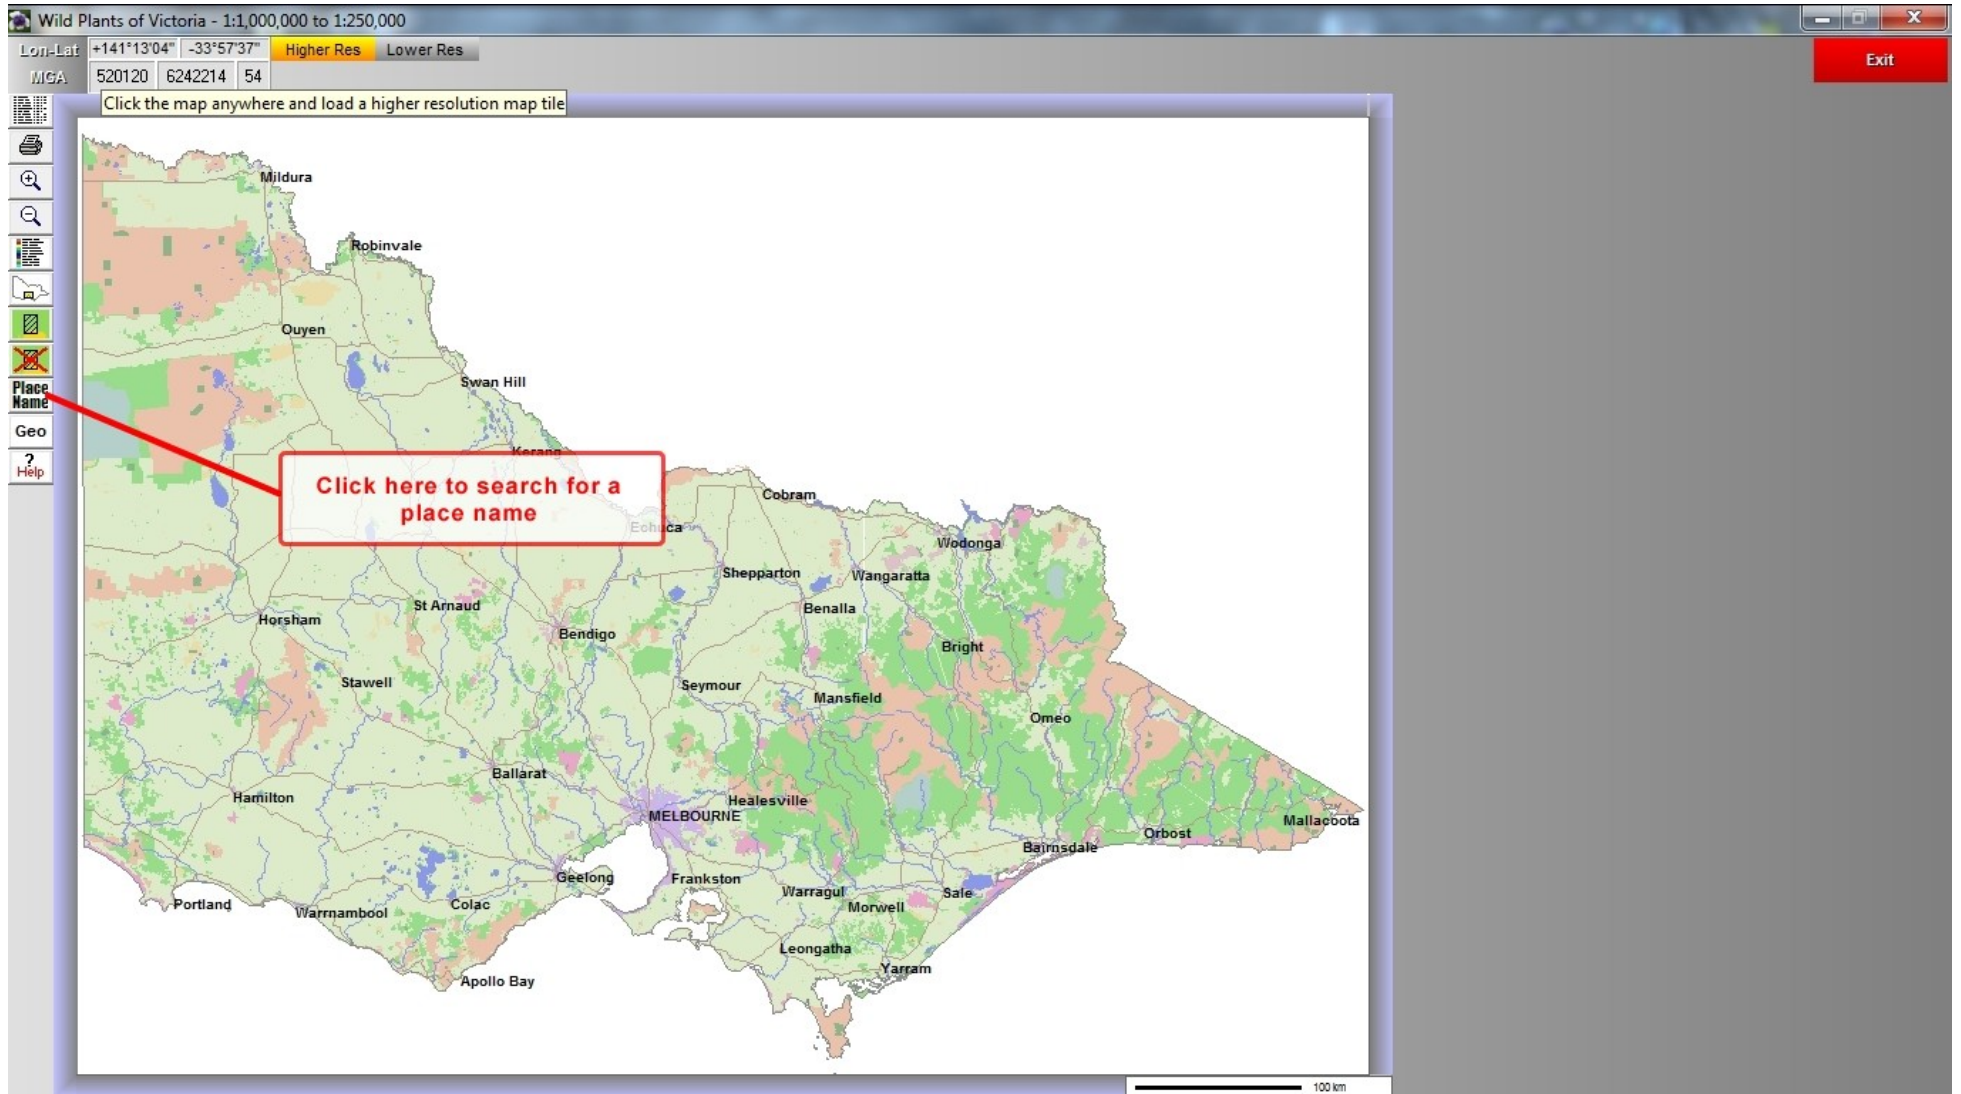 Wild Plants of Victoria - 1:1,000,000 to 1:250,000
Lon-Lat +141°13'04" -33°57'37" Higher Res Lower Res
Exit
MGA 520120 6242214 54
Click the map anywhere and load a higher resolution map tile
Mildura
Robinvale
Ouyen
Swan Hill
Place
Name
Geo
?
Help
Kerang
Click here to search for a
place name
Cobram
Echuca
Wodonga
Shepparton
Wangaratta
St Arnaud
Benalla
Horsham
Bendigo
Bright
Stawell
Seymour
Mansfield
Omeo
Ballarat
Hamilton
Healesville
MELBOURNE
Mallacoota
Orbost
Bairnsdale
Geelong
Frankston
Warragul
Sale
Portland
Warrnambool
Colac
Morwell
Leongatha
Yarram
Apollo Bay
100 km